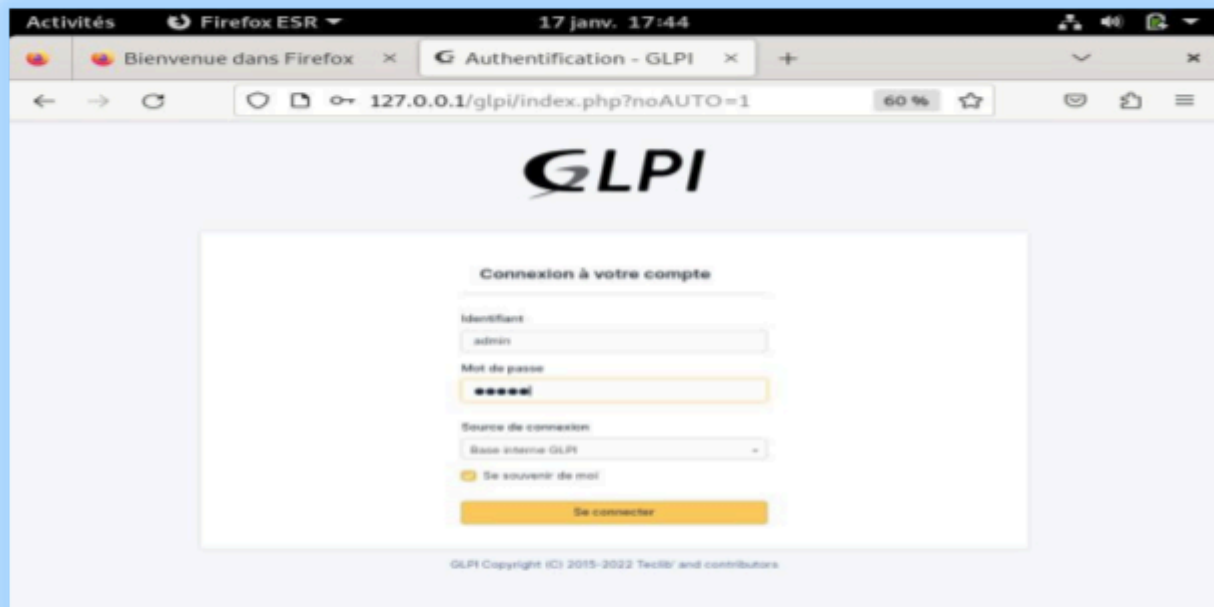 Activités Firefox ESR 17 janv. 17:44
Bienvenue dans Firefox × GLPI Authentification - GLPI × + ×
127.0.0.1/glpi/index.php?noAUTO=1 60 %
GLPI
Connexion à votre compte
Identifiant
admin
Mot de passe
●●●●●
Source de connexion
Base interne GLPI
Se souvenir de moi
Se connecter
GLPI Copyright (C) 2015-2022 Teclib' and contributors